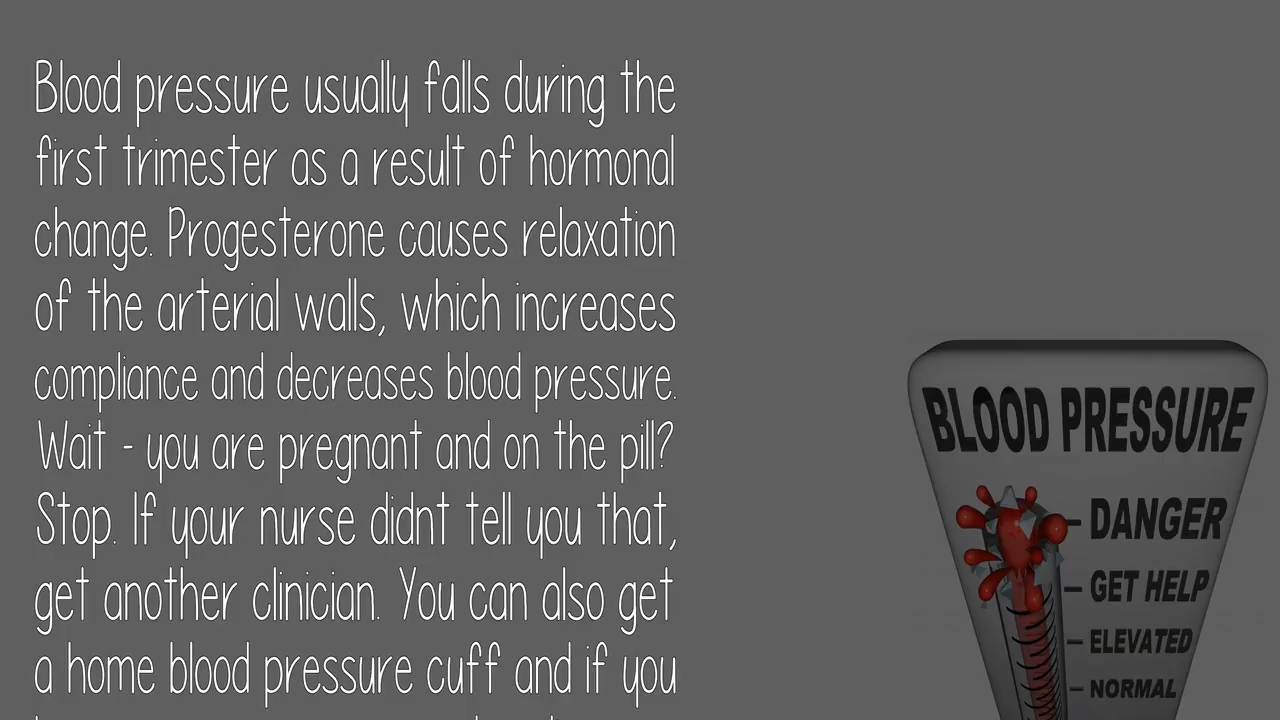 Blood pressure usually falls during the
first trimester as a result of hormonal
change. Progesterone causes relaxation
of the arterial walls, which increases
compliance and decreases blood pressure.
Wait - you are pregnant and on the pill?
Stop. If your nurse didnt tell you that,
get another clinician. You can also get
a home blood pressure cuff and if you
BLOOD PRESSURE
DANGER
GET HELP
ELEVATED
NORMAL